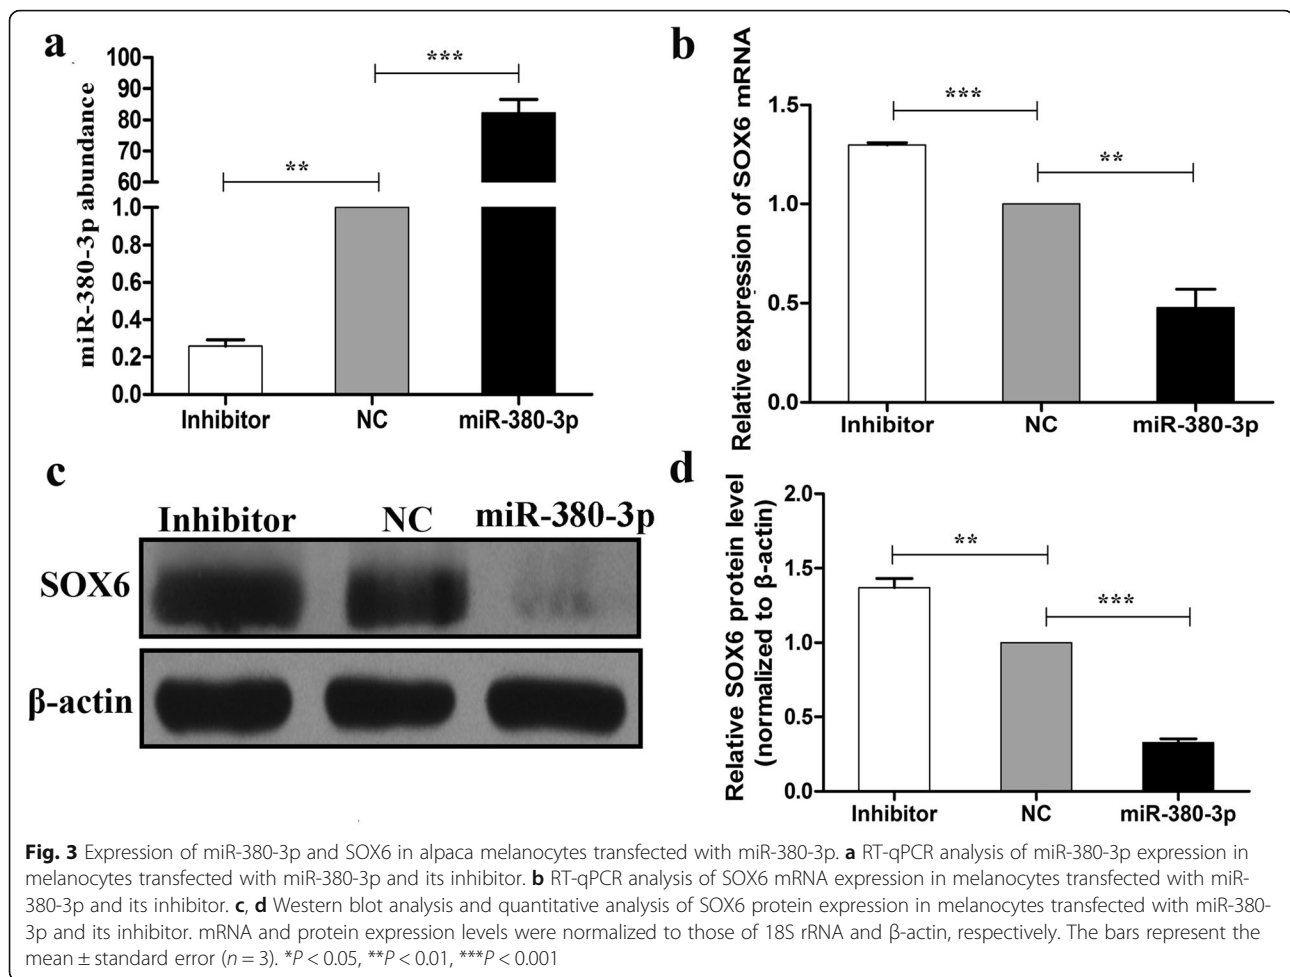 a
miR-380-3p abundance
100
90
80
70
60
1.0
0.8
0.6
0.4
0.2
0.0
**
***
Inhibitor NC miR-380-3p
b
Relative expression of SOX6 mRNA
1.5
1.0
0.5
0.0
***
**
Inhibitor NC miR-380-3p
c
Inhibitor NC miR-380-3p
SOX6
β-actin
d
Relative SOX6 protein level
(normalized to β-actin)
2.0
1.5
1.0
0.5
0.0
**
***
Inhibitor NC miR-380-3p
Fig. 3 Expression of miR-380-3p and SOX6 in alpaca melanocytes transfected with miR-380-3p. a RT-qPCR analysis of miR-380-3p expression in
melanocytes transfected with miR-380-3p and its inhibitor. b RT-qPCR analysis of SOX6 mRNA expression in melanocytes transfected with miR-
380-3p and its inhibitor. c, d Western blot analysis and quantitative analysis of SOX6 protein expression in melanocytes transfected with miR-380-
3p and its inhibitor. mRNA and protein expression levels were normalized to those of 18S rRNA and β-actin, respectively. The bars represent the
mean ± standard error (n = 3). *P < 0.05, **P < 0.01, ***P < 0.001